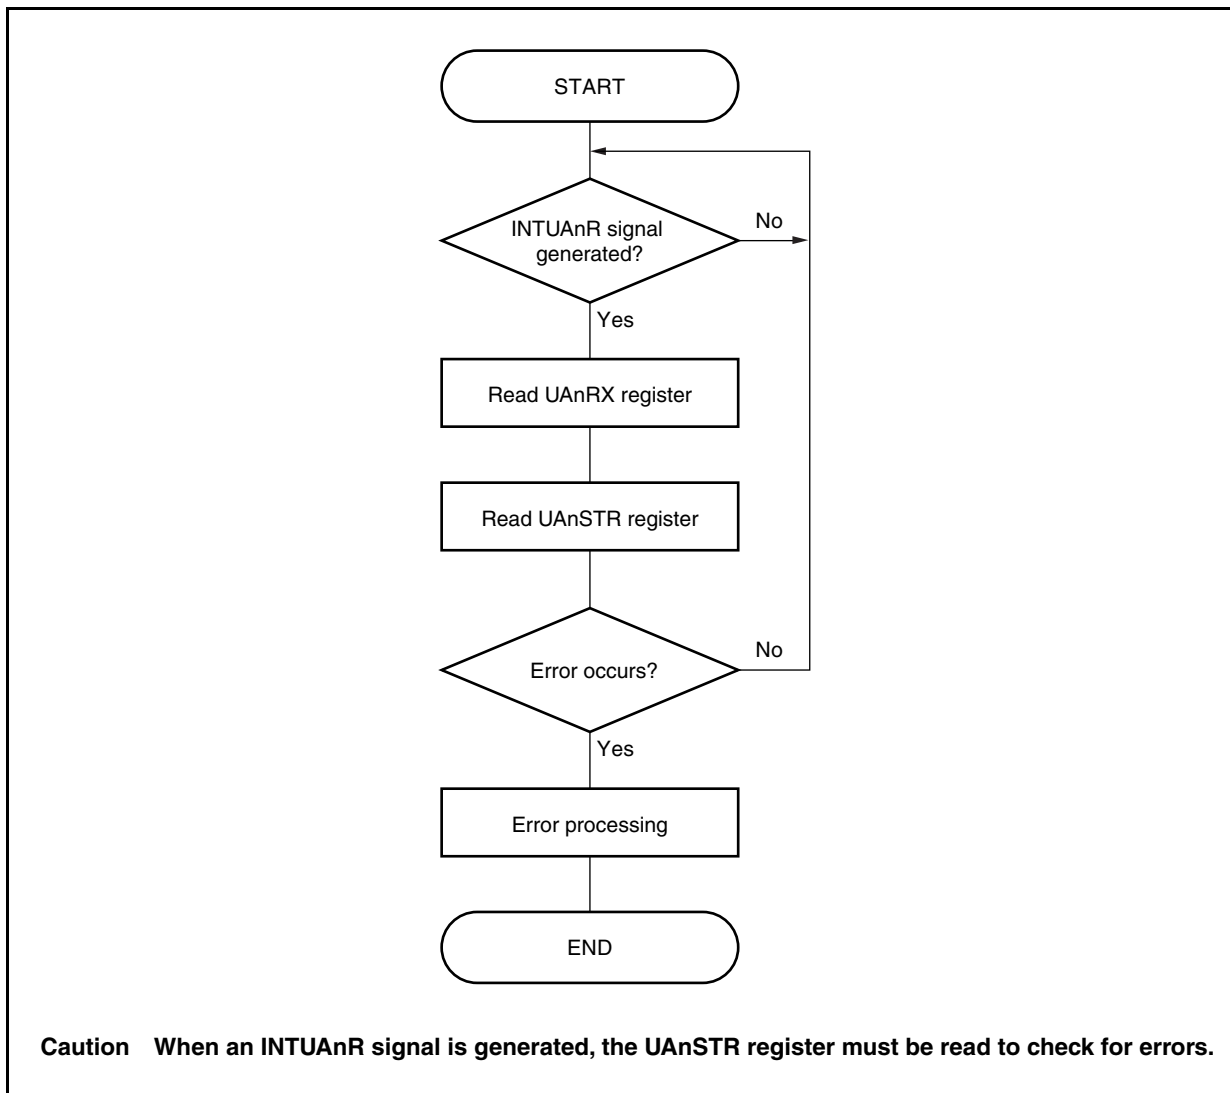 START
INTUAnR signal
generated?
No
Yes
Read UAnRX register
Read UAnSTR register
Error occurs?
No
Yes
Error processing
END
Caution When an INTUAnR signal is generated, the UAnSTR register must be read to check for errors.